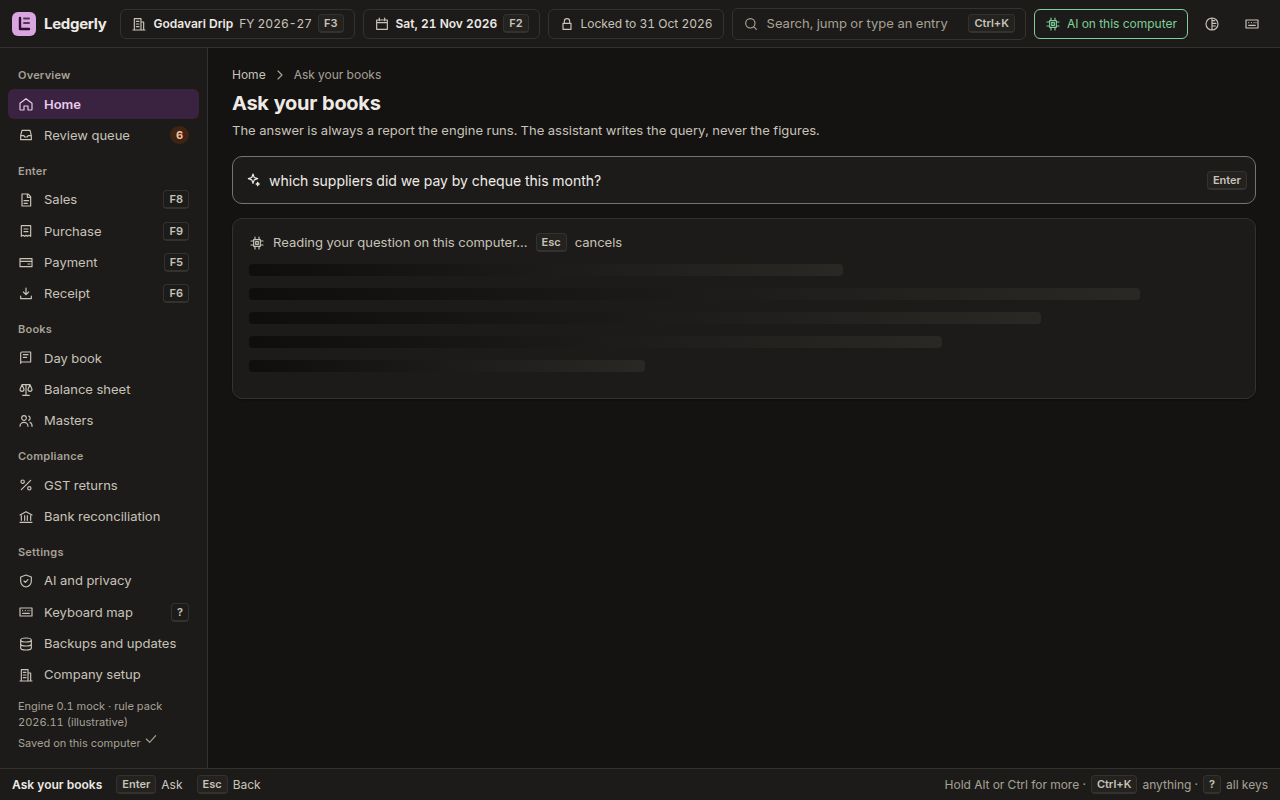 Ledgerly
Godavari Drip FY 2026-27 F3
Sat, 21 Nov 2026 F2
Locked to 31 Oct 2026
Search, jump or type an entry Ctrl+K
AI on this computer
Overview
Home
Review queue 6
Enter
Sales F8
Purchase F9
Payment F5
Receipt F6
Books
Day book
Balance sheet
Masters
Compliance
GST returns
Bank reconciliation
Settings
AI and privacy
Keyboard map ?
Backups and updates
Company setup
Engine 0.1 mock · rule pack
2026.11 (illustrative)
Saved on this computer
Home Ask your books
Ask your books
The answer is always a report the engine runs. The assistant writes the query, never the figures.
which suppliers did we pay by cheque this month? Enter
Reading your question on this computer... Esc cancels
Ask your books Enter Ask Esc Back
Hold Alt or Ctrl for more · Ctrl+K anything · ? all keys